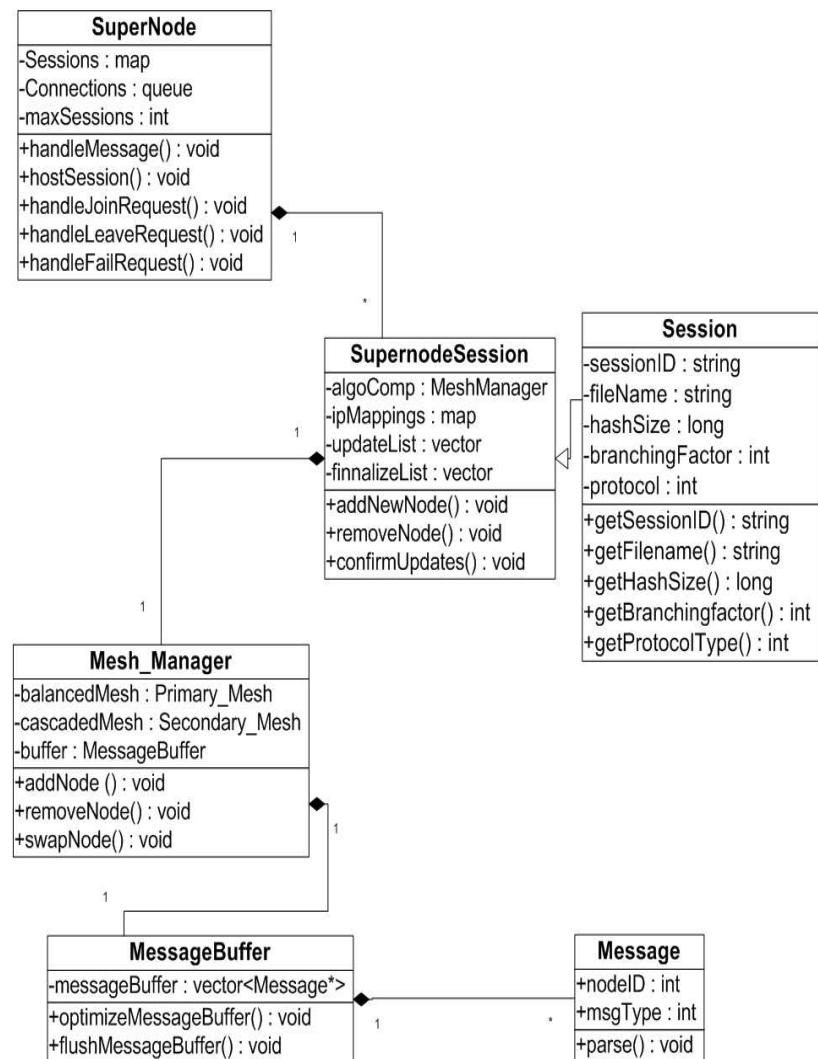 SuperNode
-Sessions : map
-Connections : queue
-maxSessions : int
+handleMessage() : void
+hostSession() : void
+handleJoinRequest() : void
+handleLeaveRequest() : void
+handleFailRequest() : void
1
*
SupernodeSession
-algoComp : MeshManager
-ipMappings : map
-updateList : vector
-finnalizeList : vector
+addNewNode() : void
+removeNode() : void
+confirmUpdates() : void
Session
-sessionID : string
-fileName : string
-hashSize : long
-branchingFactor : int
-protocol : int
+getSessionID() : string
+getFilename() : string
+getHashSize() : long
+getBranchingfactor() : int
+getProtocolType() : int
1
1
Mesh_Manager
-balancedMesh : Primary_Mesh
-cascadedMesh : Secondary_Mesh
-buffer : MessageBuffer
+addNode () : void
+removeNode() : void
+swapNode() : void
1
1
MessageBuffer
-messageBuffer : vector<Message*>
+optimizeMessageBuffer() : void
+flushMessageBuffer() : void
1
*
Message
+nodeID : int
+msgType : int
+parse() : void